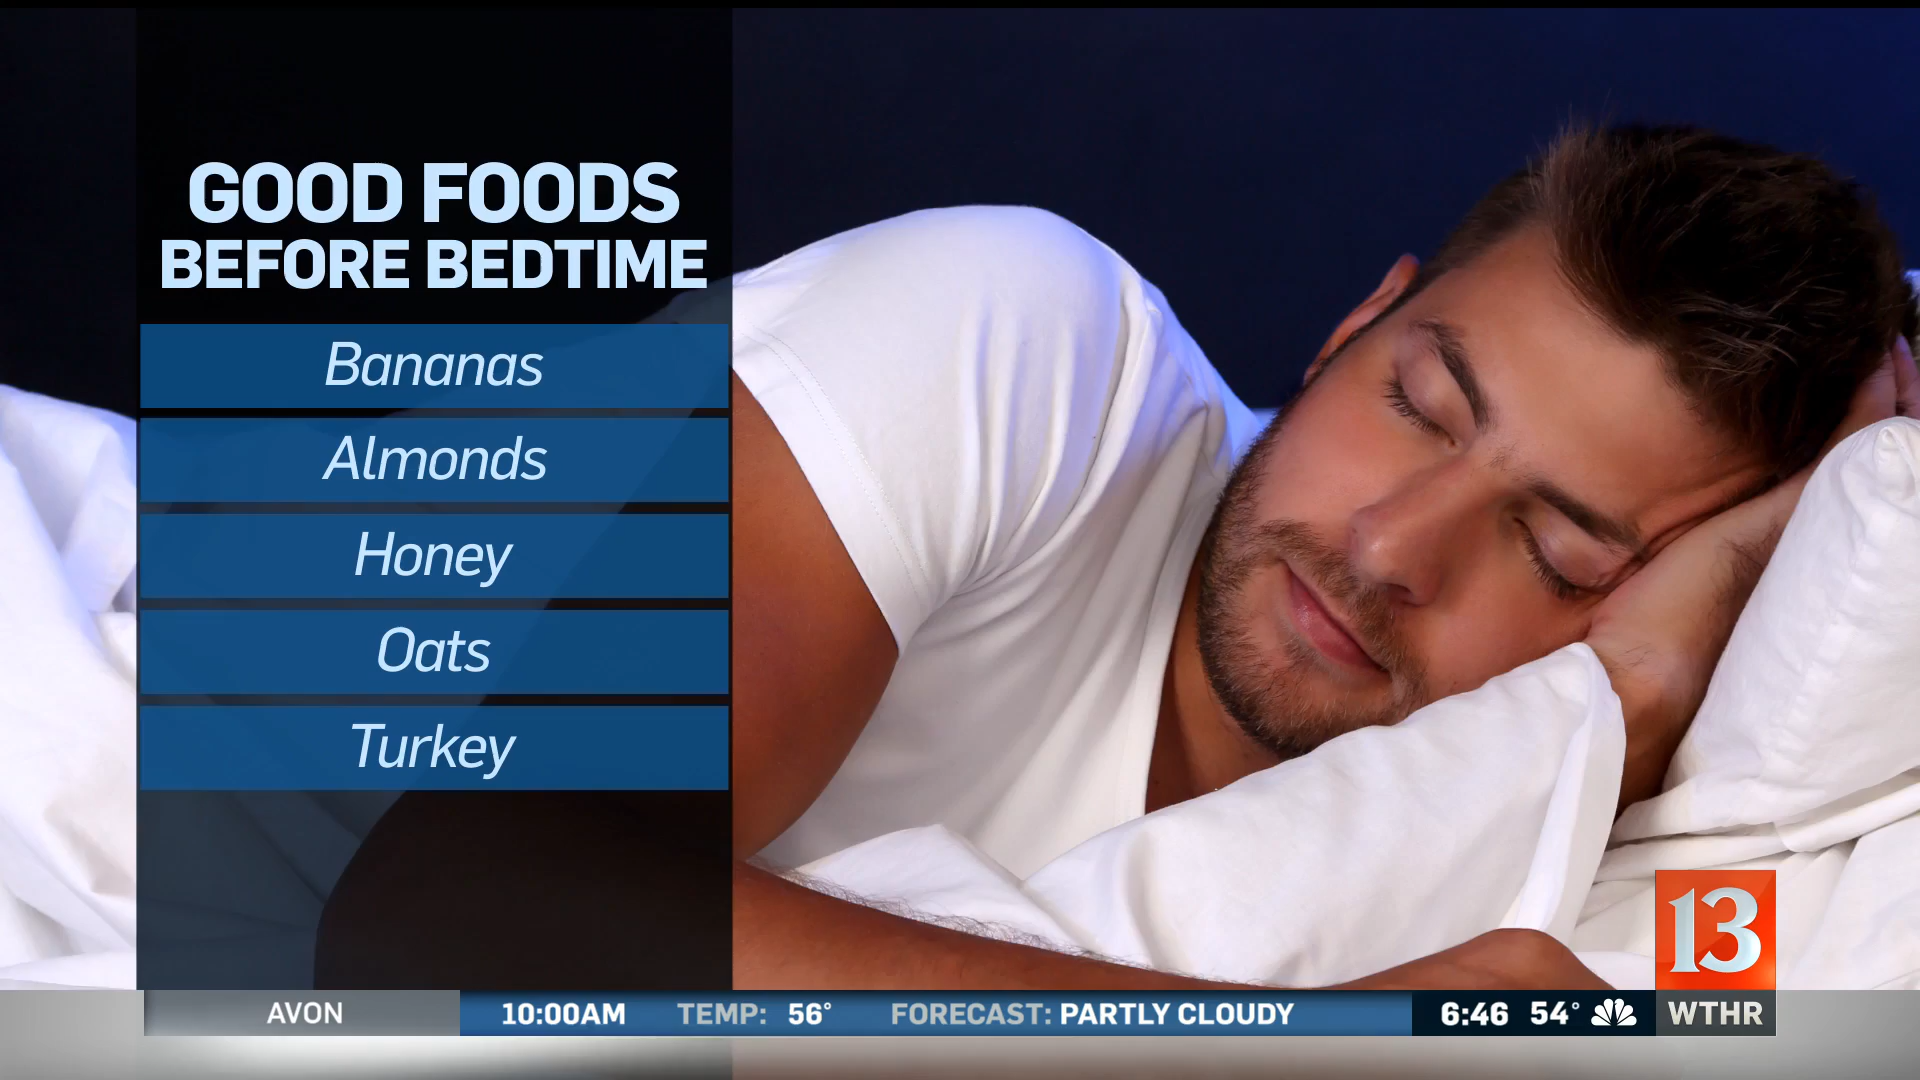 GOOD FOODS
BEFORE BEDTIME
Bananas
Almonds
Honey
Oats
Turkey
13
AVON 10:00AM TEMP: 56° FORECAST: PARTLY CLOUDY 6:46 54° WTHR